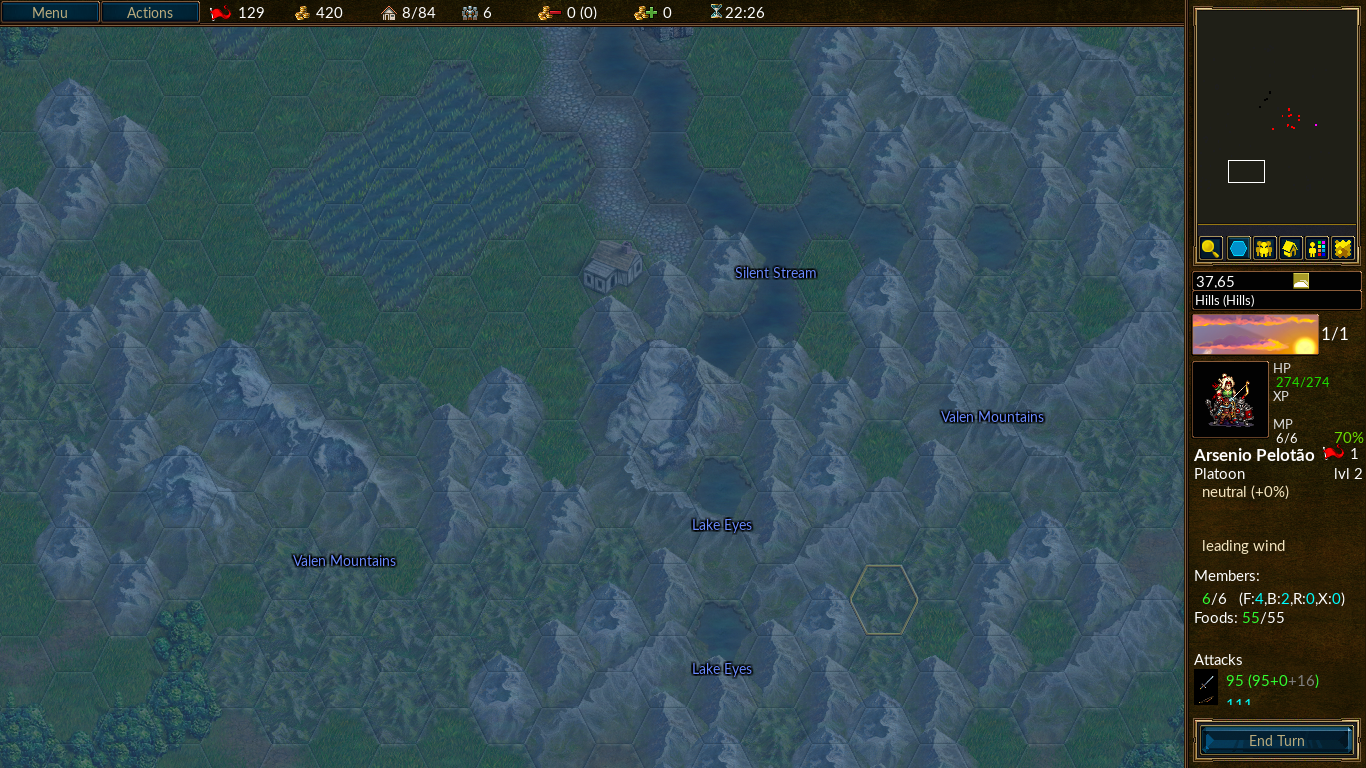 Menu Actions 129 420 8/84 6 0 (0) 0 22:26
Silent Stream
Valen Mountains
Lake Eyes
Valen Mountains
Lake Eyes
37,65
Hills (Hills)
1/1
HP
274/274
XP
MP
6/6 70%
Arsenio Pelotão 1
Platoon lvl 2
neutral (+0%)
leading wind
Members:
6/6 (F:4,B:2,R:0,X:0)
Foods: 55/55
Attacks
95 (95+0+16)
111
End Turn